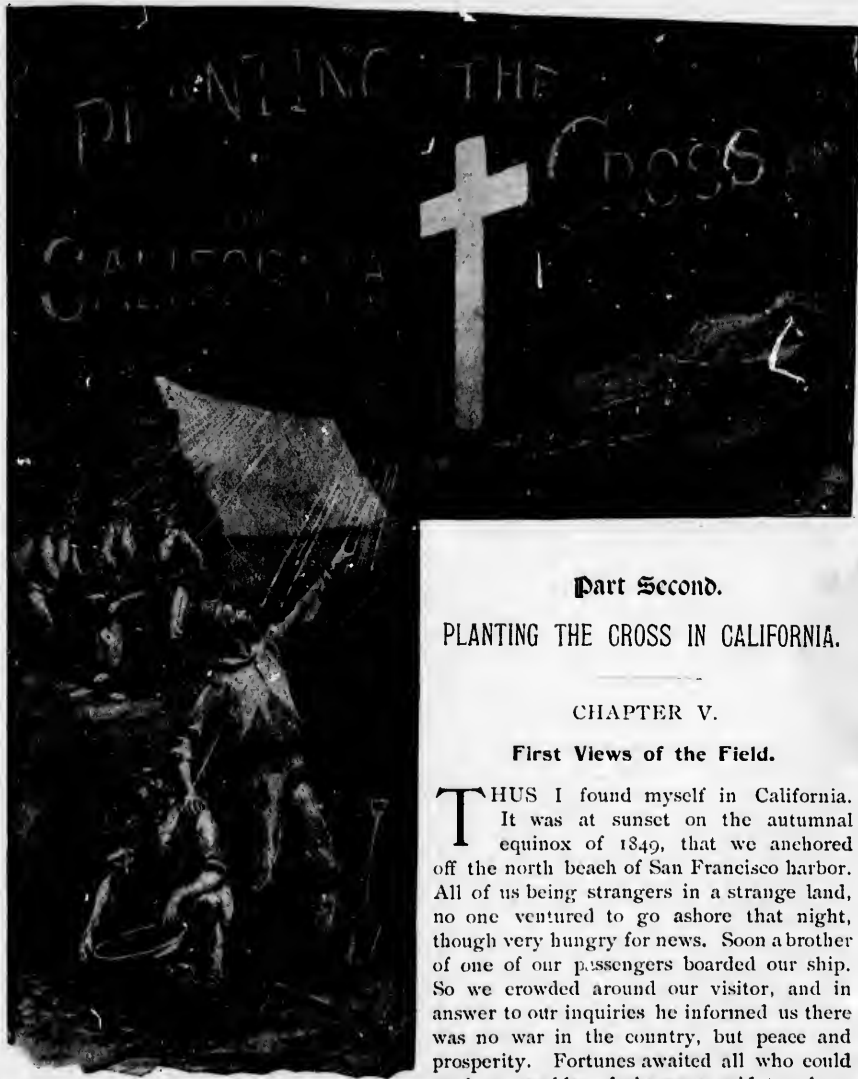 PLANTING THE
CROSS
CALIFORNIA
Part Second.
PLANTING THE CROSS IN CALIFORNIA.
CHAPTER V.
First Views of the Field.
THUS I found myself in California.
It was at sunset on the autumnal
equinox of 1849, that we anchored
off the north beach of San Francisco harbor.
All of us being strangers in a strange land,
no one ventured to go ashore that night,
though very hungry for news. Soon a brother
of one of our passengers boarded our ship.
So we crowded around our visitor, and in
answer to our inquiries he informed us there
was no war in the country, but peace and
prosperity. Fortunes awaited all who could